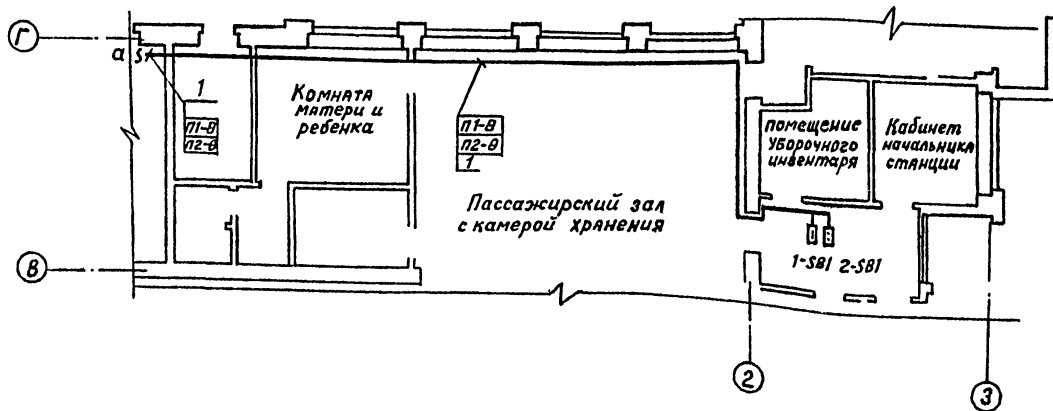 Г
а
1
П1-В
П2-В
Комната
матери и
ребенка
П1-В
П2-В
1
помещение
уборочного
инвентаря
Кабинет
начальника
станции
Пассажирский зал
с камерой хранения
1-SB1 2-SB1
В
2
3